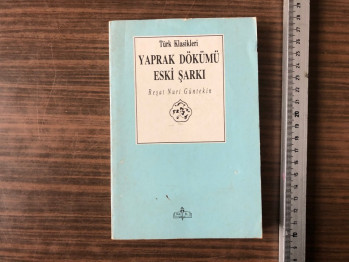 Türk Klasikleri
YAPRAK DÖKÜMÜ
ESKİ ŞARKI
Reşat Nuri Güntekin